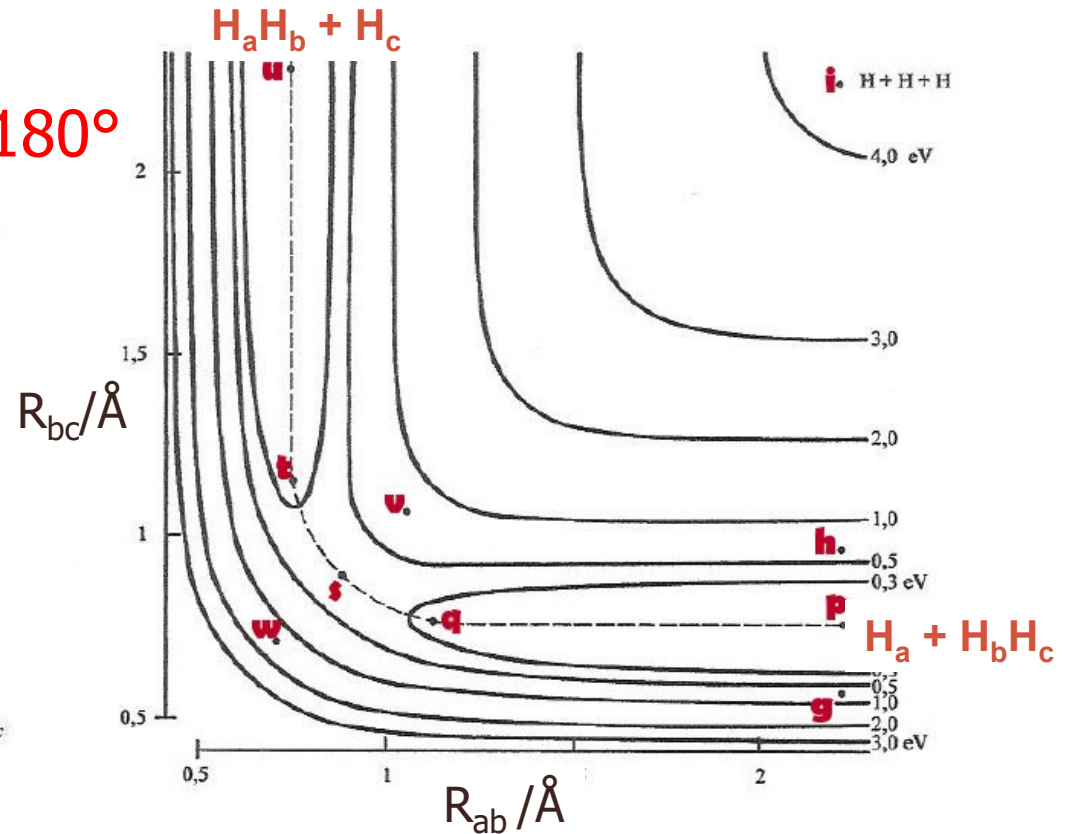 HaHb + Hc
u
i H + H + H
180°
4,0 eV
2
3,0
1,5
Rbc/Å
2,0
t
v
1,0
1
h
0,5
0,3 eV
s
p
q
w
Ha + HbHc
0,5
1,0
g
0,5
2,0
3,0 eV
0,5
1
2
Rab /Å